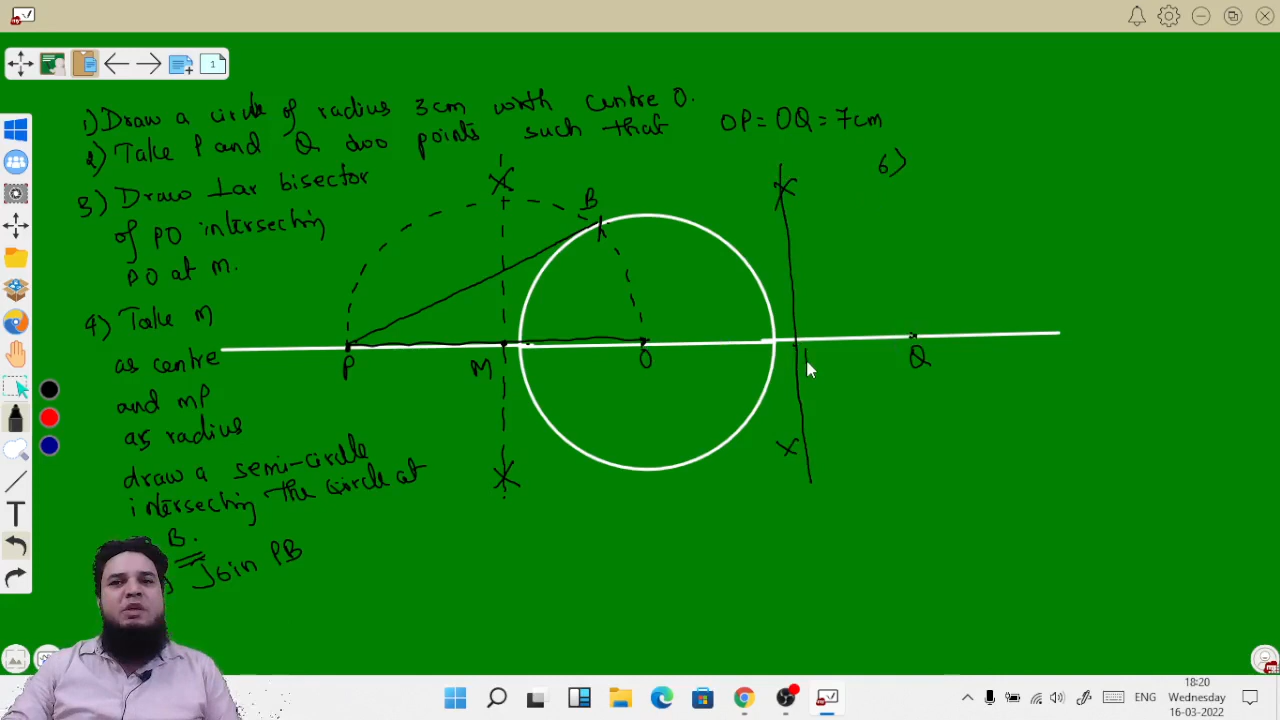 1
1) Draw a circle of radius 3cm with centre O.
2) Take P and Q two points such that OP = OQ = 7cm
3) Draw ⊥ar bisector
of PO intersecting
PO at M.
4) Take M
as centre
and MP
as radius
draw a semi-circle
intersecting the circle at
B.
Join PB
6)
B
P
M
O
Q
T
ENG
18:20
Wednesday
16-03-2022